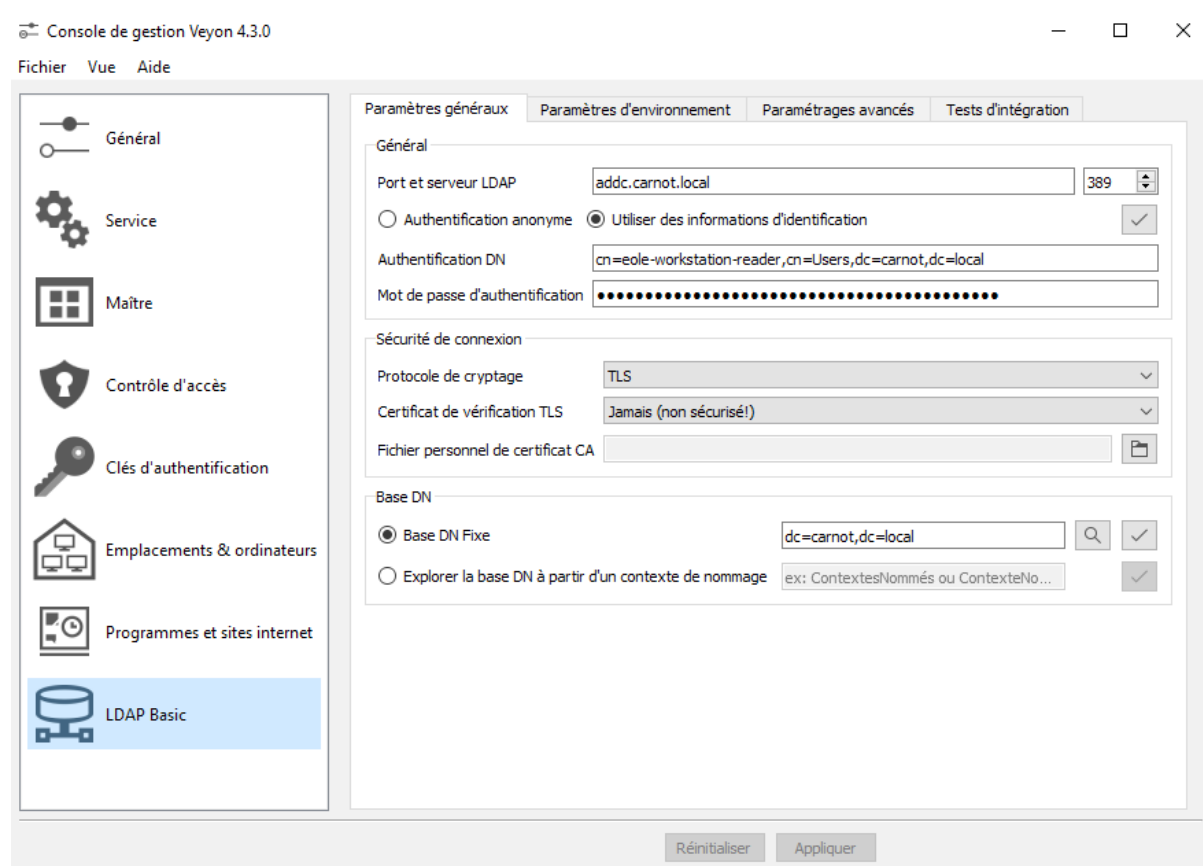 Console de gestion Veyon 4.3.0
Fichier Vue Aide
Général
Service
Maître
Contrôle d'accès
Clés d'authentification
Emplacements & ordinateurs
Programmes et sites internet
LDAP Basic
Paramètres généraux Paramètres d'environnement Paramétrages avancés Tests d'intégration
Général
Port et serveur LDAP addc.carnot.local 389
Authentification anonyme Utiliser des informations d'identification
Authentification DN cn=eole-workstation-reader,cn=Users,dc=carnot,dc=local
Mot de passe d'authentification ••••••••••••••••••••••••••••••••••••••••••
Sécurité de connexion
Protocole de cryptage TLS
Certificat de vérification TLS Jamais (non sécurisé!)
Fichier personnel de certificat CA
Base DN
Base DN Fixe dc=carnot,dc=local
Explorer la base DN à partir d'un contexte de nommage ex: ContextesNommés ou ContexteNo...
Réinitialiser Appliquer